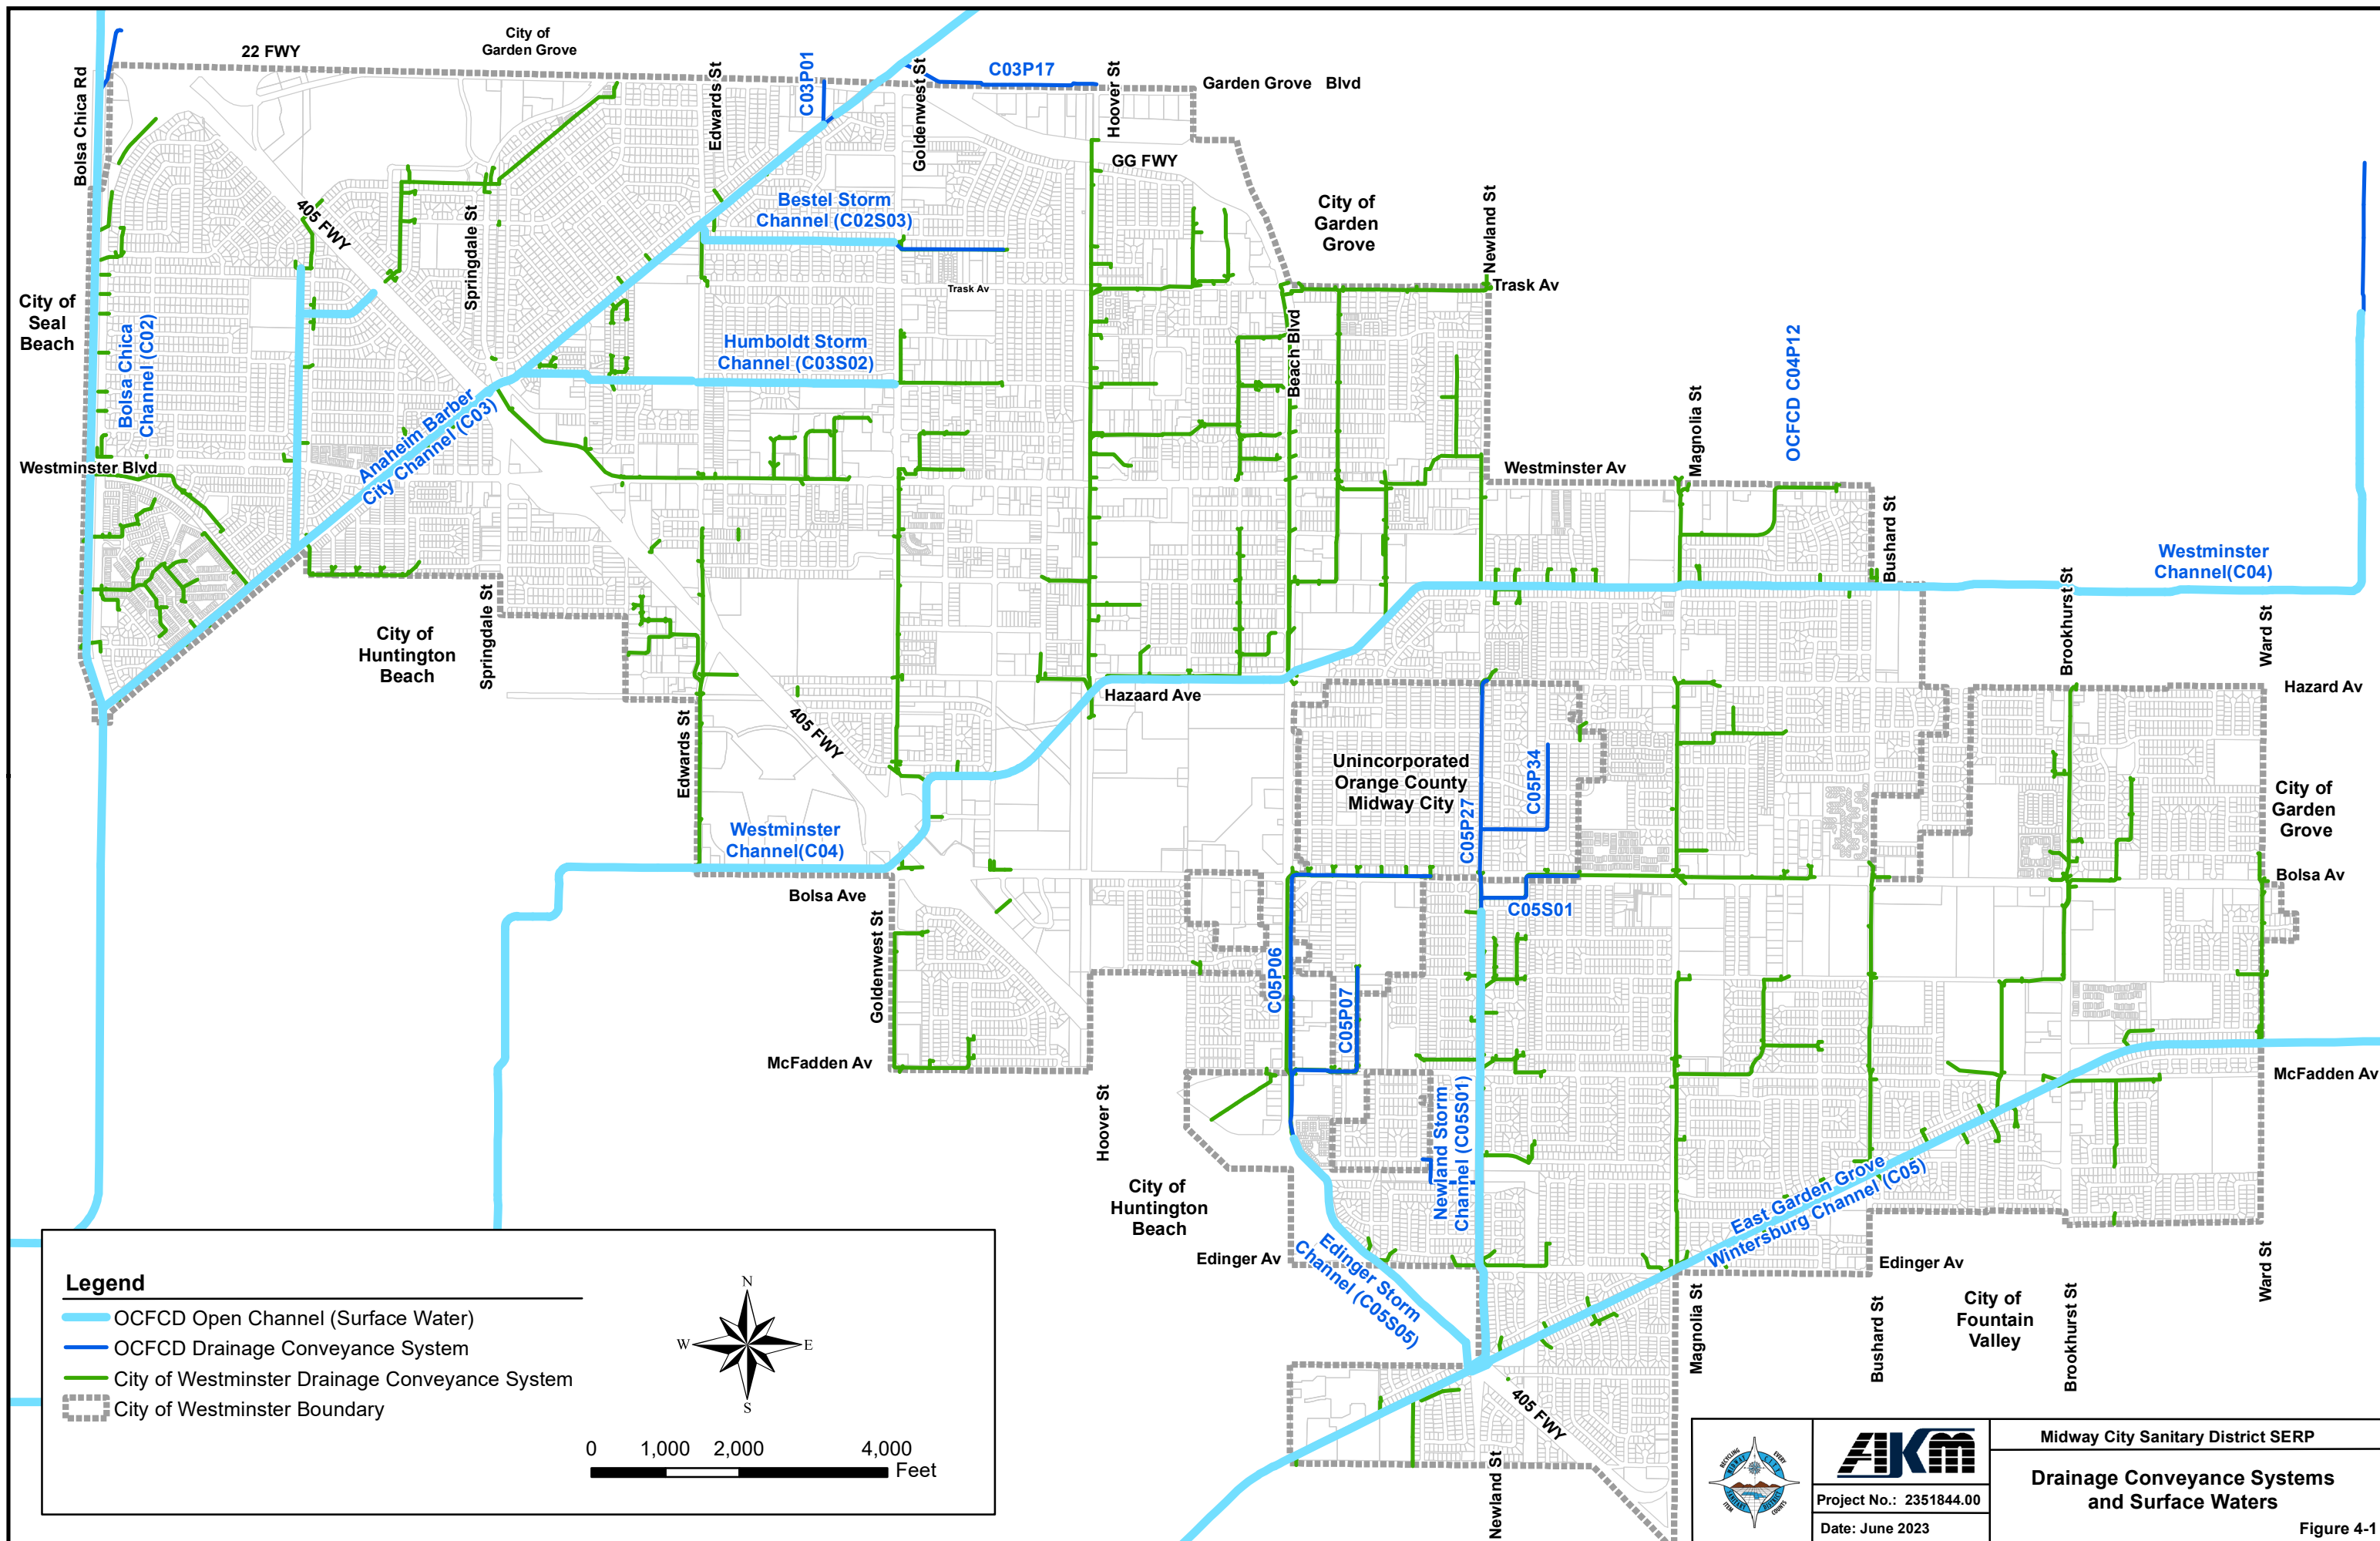 22 FWY
City of
Garden Grove
Bolsa Chica Rd
Edwards St
C03P01
Goldenwest St
C03P17
Hoover St
Garden Grove Blvd
GG FWY
405 FWY
Springdale St
Bestel Storm
Channel (C02S03)
City of
Garden
Grove
Newland St
Trask Av
Trask Av
City of
Seal
Beach
Bolsa Chica
Channel (C02)
Humboldt Storm
Channel (C03S02)
Beach Blvd
OCFCD C04P12
Magnolia St
Anaheim Barber
City Channel (C03)
Westminster Blvd
Westminster Av
Bushard St
Westminster
Channel(C04)
Brookhurst St
Ward St
City of
Huntington
Beach
Springdale St
Edwards St
405 FWY
Hazaard Ave
Hazard Av
Unincorporated
Orange County
Midway City
C05P27
C05P34
City of
Garden
Grove
Westminster
Channel(C04)
Bolsa Ave
Bolsa Av
C05S01
Goldenwest St
C05P06
C05P07
McFadden Av
McFadden Av
Hoover St
Newland Storm
Channel (C05S01)
City of
Huntington
Beach
East Garden Grove
Wintersburg Channel (C05)
Edinger Av
Edinger Storm
Channel (C05S05)
Edinger Av
Ward St
Magnolia St
Bushard St
City of
Fountain
Valley
Brookhurst St
405 FWY
Newland St
Legend
OCFCD Open Channel (Surface Water)
OCFCD Drainage Conveyance System
City of Westminster Drainage Conveyance System
City of Westminster Boundary
N
W
E
S
0 1,000 2,000 4,000
Feet
RECYCLING
EVERY
ITEM
COUNTS
MIDWAY CITY
SANITARY DISTRICT
AKM
Project No.: 2351844.00
Date: June 2023
Midway City Sanitary District SERP
Drainage Conveyance Systems
and Surface Waters
Figure 4-1